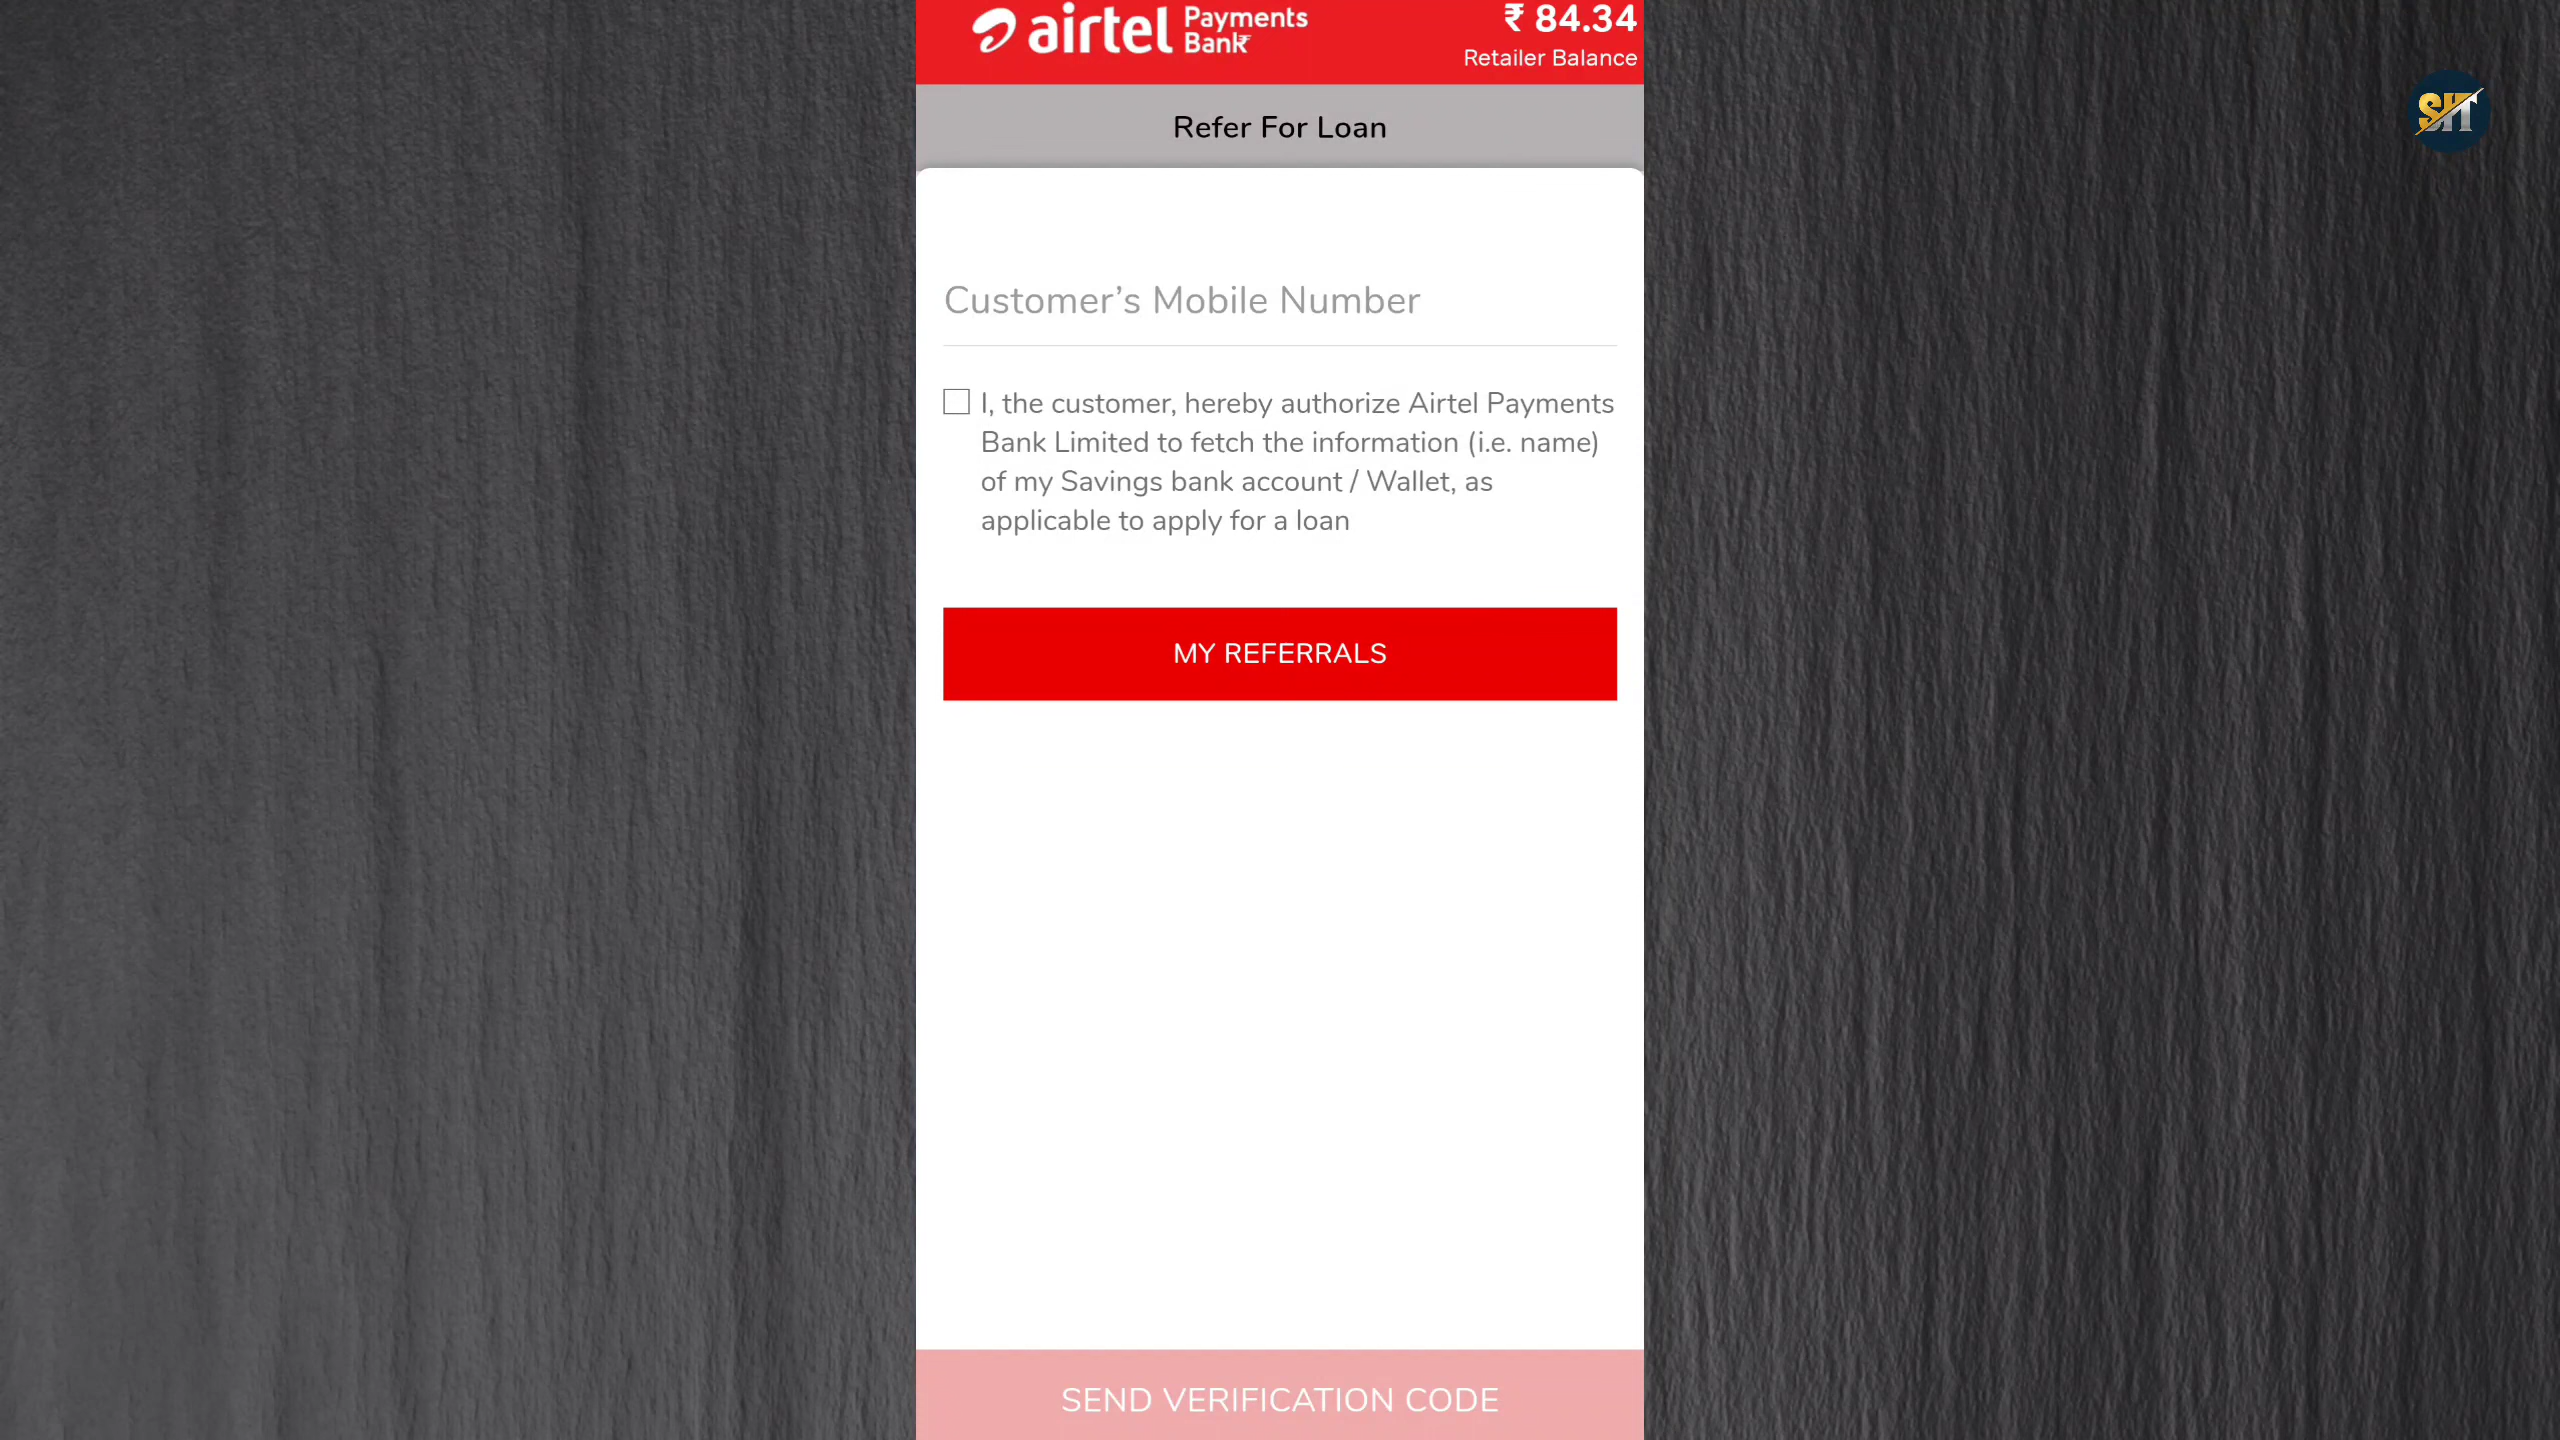 airtel Payments Bank
₹ 84.34
Retailer Balance
SHT
Refer For Loan
Customer’s Mobile Number
I, the customer, hereby authorize Airtel Payments
Bank Limited to fetch the information (i.e. name)
of my Savings bank account / Wallet, as
applicable to apply for a loan
MY REFERRALS
SEND VERIFICATION CODE